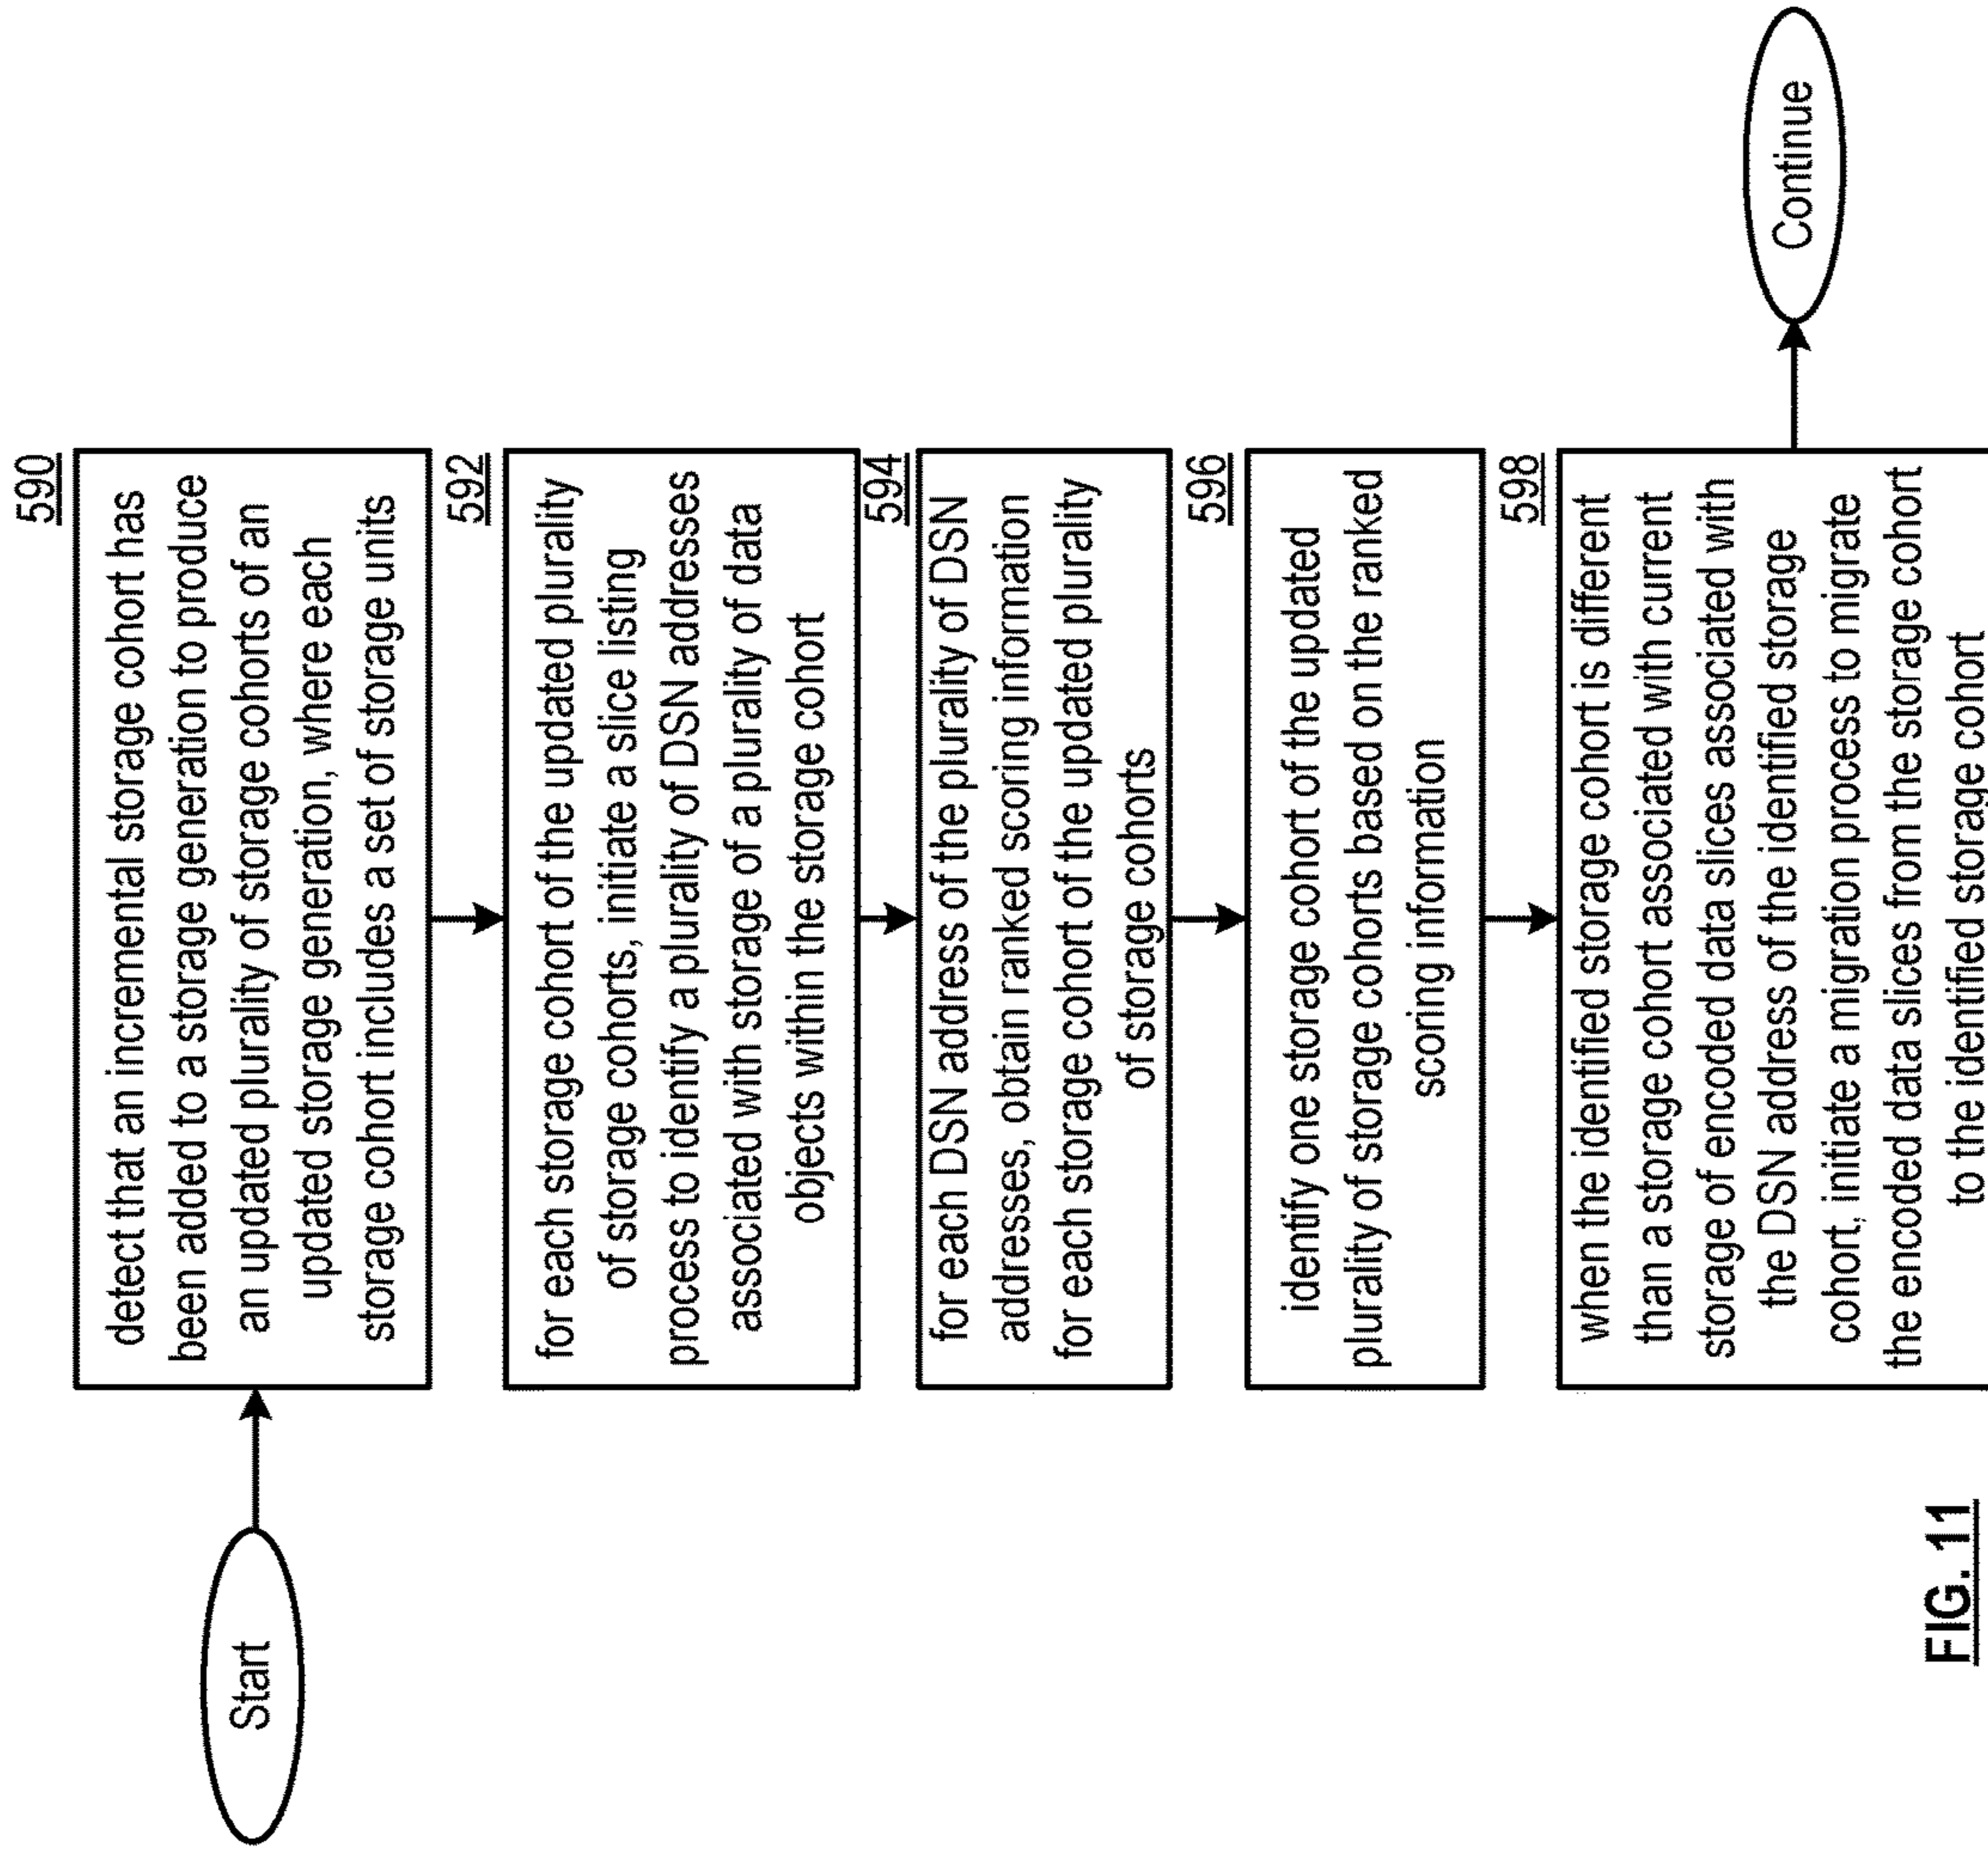 Start
590
detect that an incremental storage cohort has
been added to a storage generation to produce
an updated plurality of storage cohorts of an
updated storage generation, where each
storage cohort includes a set of storage units
592
for each storage cohort of the updated plurality
of storage cohorts, initiate a slice listing
process to identify a plurality of DSN addresses
associated with storage of a plurality of data
objects within the storage cohort
594
for each DSN address of the plurality of DSN
addresses, obtain ranked scoring information
for each storage cohort of the updated plurality
of storage cohorts
596
identify one storage cohort of the updated
plurality of storage cohorts based on the ranked
scoring information
598
when the identified storage cohort is different
than a storage cohort associated with current
storage of encoded data slices associated with
the DSN address of the identified storage
cohort, initiate a migration process to migrate
the encoded data slices from the storage cohort
to the identified storage cohort
Continue
FIG. 11